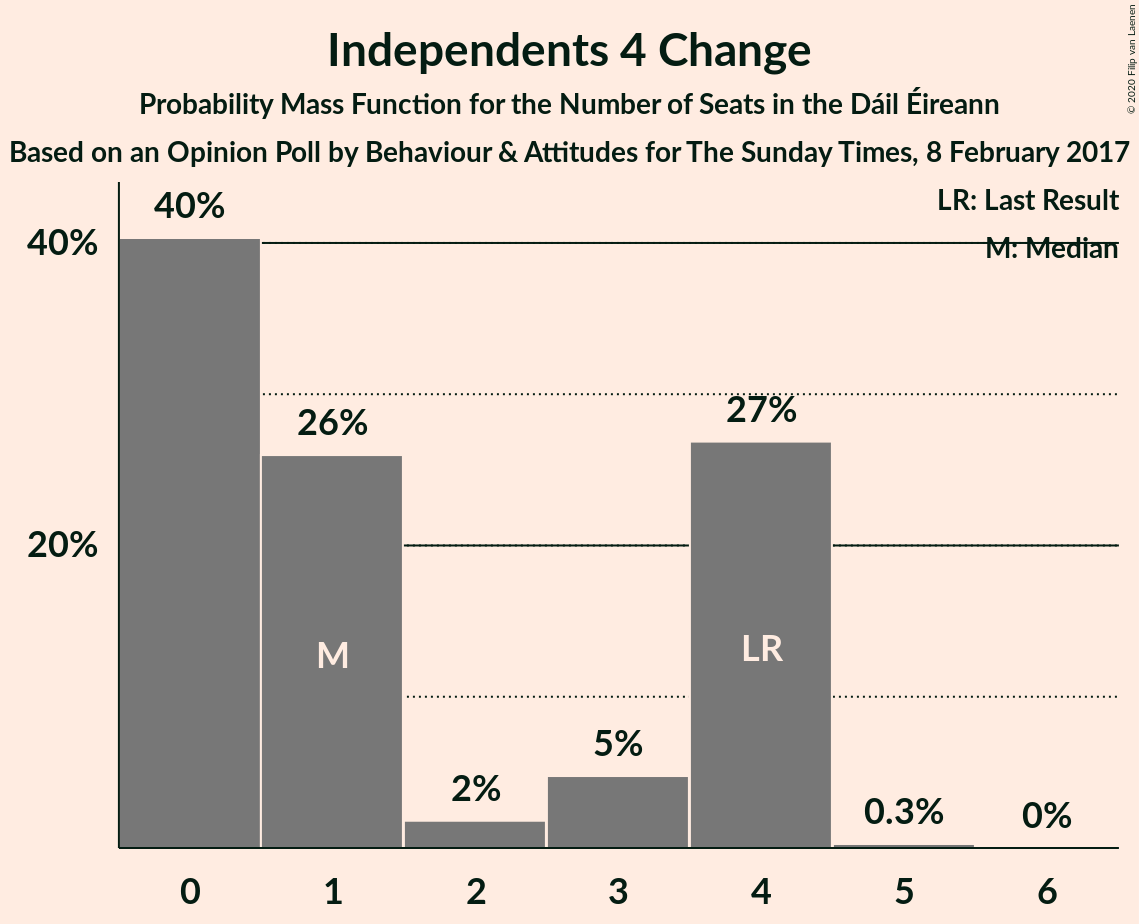 Independents 4 Change
Probability Mass Function for the Number of Seats in the Dáil Éireann
Based on an Opinion Poll by Behaviour & Attitudes for The Sunday Times, 8 February 2017
© 2020 Filip van Laenen
LR: Last Result
M: Median
40%
20%
40%
26%
2%
5%
27%
0.3%
0%
M
LR
0 1 2 3 4 5 6